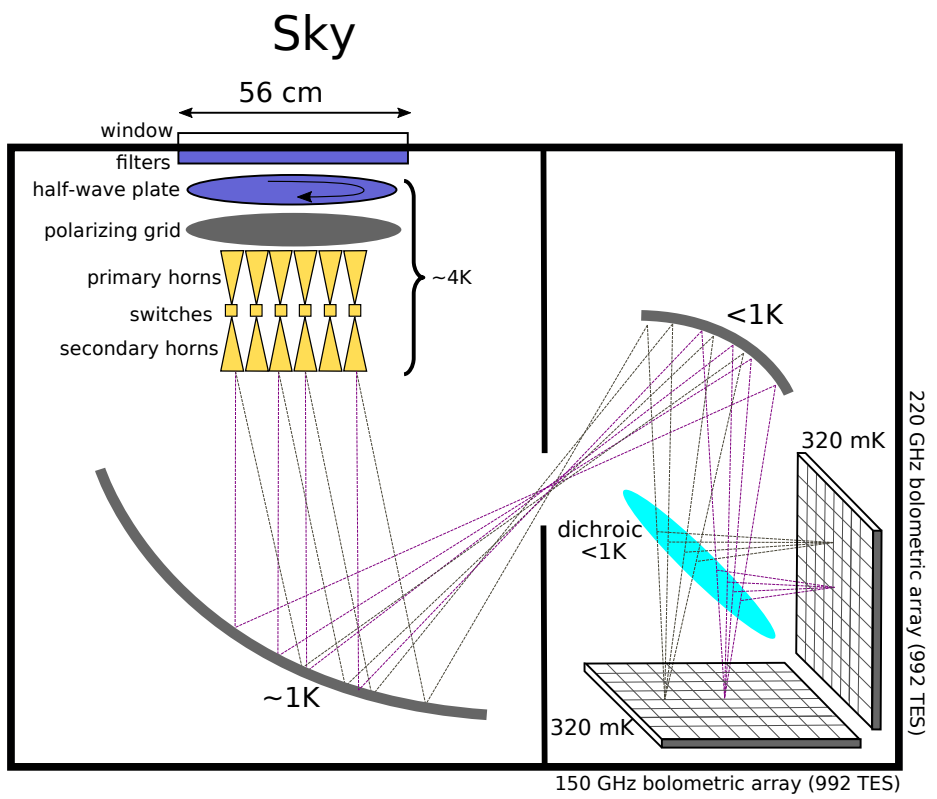 Sky
56 cm
window
filters
half-wave plate
polarizing grid
primary horns
switches
secondary horns
~4K
~1K
<1K
dichroic
<1K
320 mK
320 mK
220 GHz bolometric array (992 TES)
150 GHz bolometric array (992 TES)